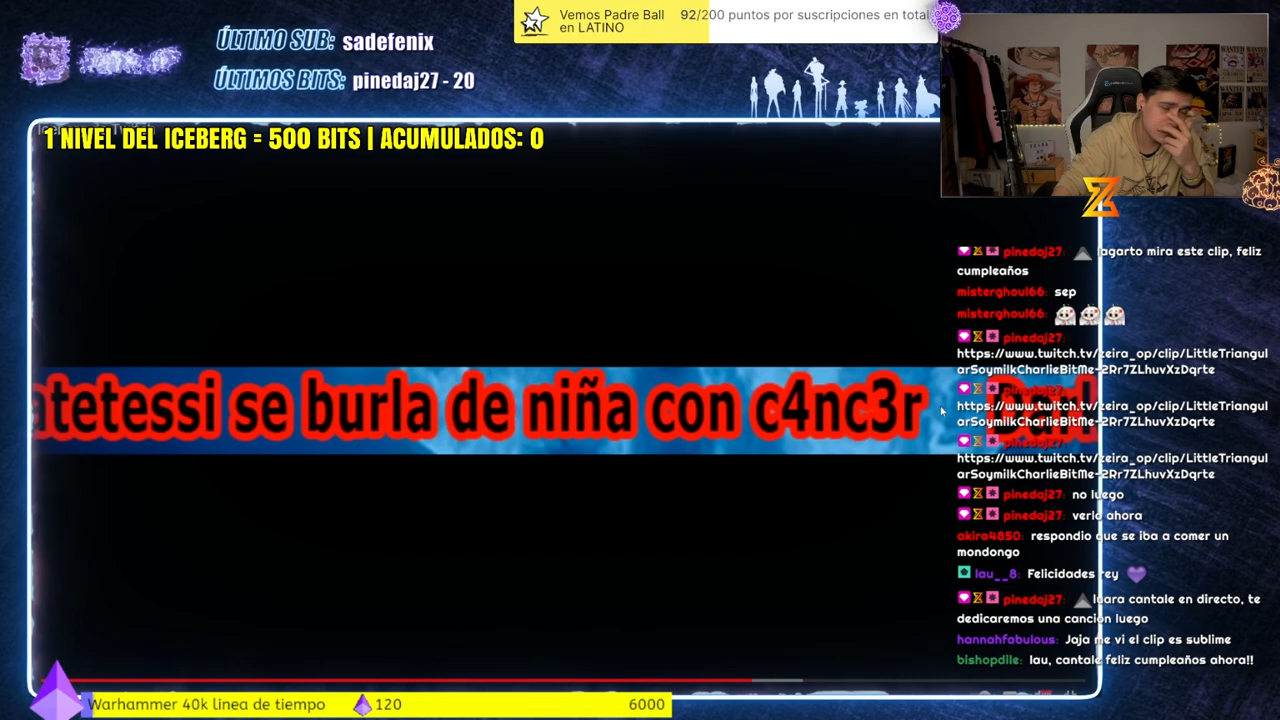 ÚLTIMO SUB: sadefenix
ÚLTIMOS BITS: pinedaj27 - 20
Vemos Padre Ball
en LATINO
92/200 puntos por suscripciones en total
1 NIVEL DEL ICEBERG = 500 BITS | ACUMULADOS: 0
atetessi se burla de niña con c4nc3r
pinedaj27: lagarto mira este clip, feliz
cumpleaños
misterghoul66: sep
misterghoul66:
pinedaj27:
https://www.twitch.tv/zeira_op/clip/LittleTriangul
arSoymilkCharlieBitMe-2Rr7ZLhuvXzDqrte
pinedaj27:
https://www.twitch.tv/zeira_op/clip/LittleTriangul
arSoymilkCharlieBitMe-2Rr7ZLhuvXzDqrte
pinedaj27:
https://www.twitch.tv/zeira_op/clip/LittleTriangul
arSoymilkCharlieBitMe-2Rr7ZLhuvXzDqrte
pinedaj27: no luego
pinedaj27: verlo ahora
akira4850: respondio que se iba a comer un
mondongo
lau__8: Felicidades rey
pinedaj27: luara cantale en directo, te
dedicaremos una cancion luego
hannahfabulous: Jaja me vi el clip es sublime
bishopdile: lau, cantale feliz cumpleaños ahora!!
Warhammer 40k linea de tiempo
120
6000